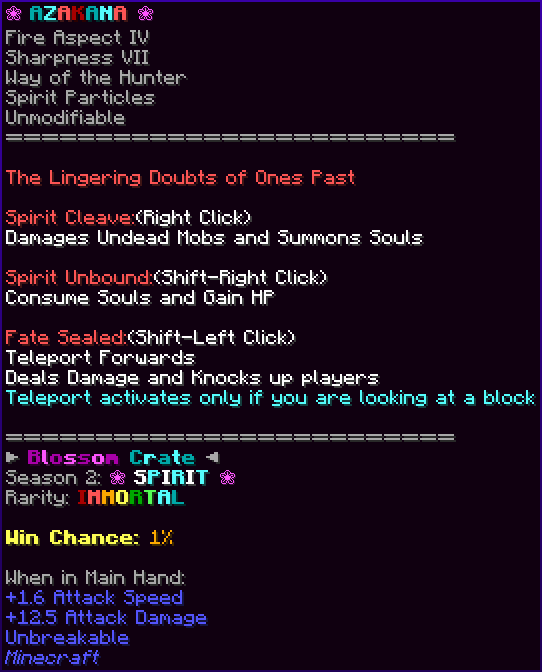 ❀ AZAKANA ❀
Fire Aspect IV
Sharpness VII
Way of the Hunter
Spirit Particles
Unmodifiable
==========================
The Lingering Doubts of Ones Past
Spirit Cleave:(Right Click)
Damages Undead Mobs and Summons Souls
Spirit Unbound:(Shift-Right Click)
Consume Souls and Gain HP
Fate Sealed:(Shift-Left Click)
Teleport Forwards
Deals Damage and Knocks up players
Teleport activates only if you are looking at a block
==========================
► Blossom Crate ◄
Season 2: ❀ SPIRIT ❀
Rarity: IMMORTAL
Win Chance: 1%
When in Main Hand:
+1.6 Attack Speed
+12.5 Attack Damage
Unbreakable
Minecraft